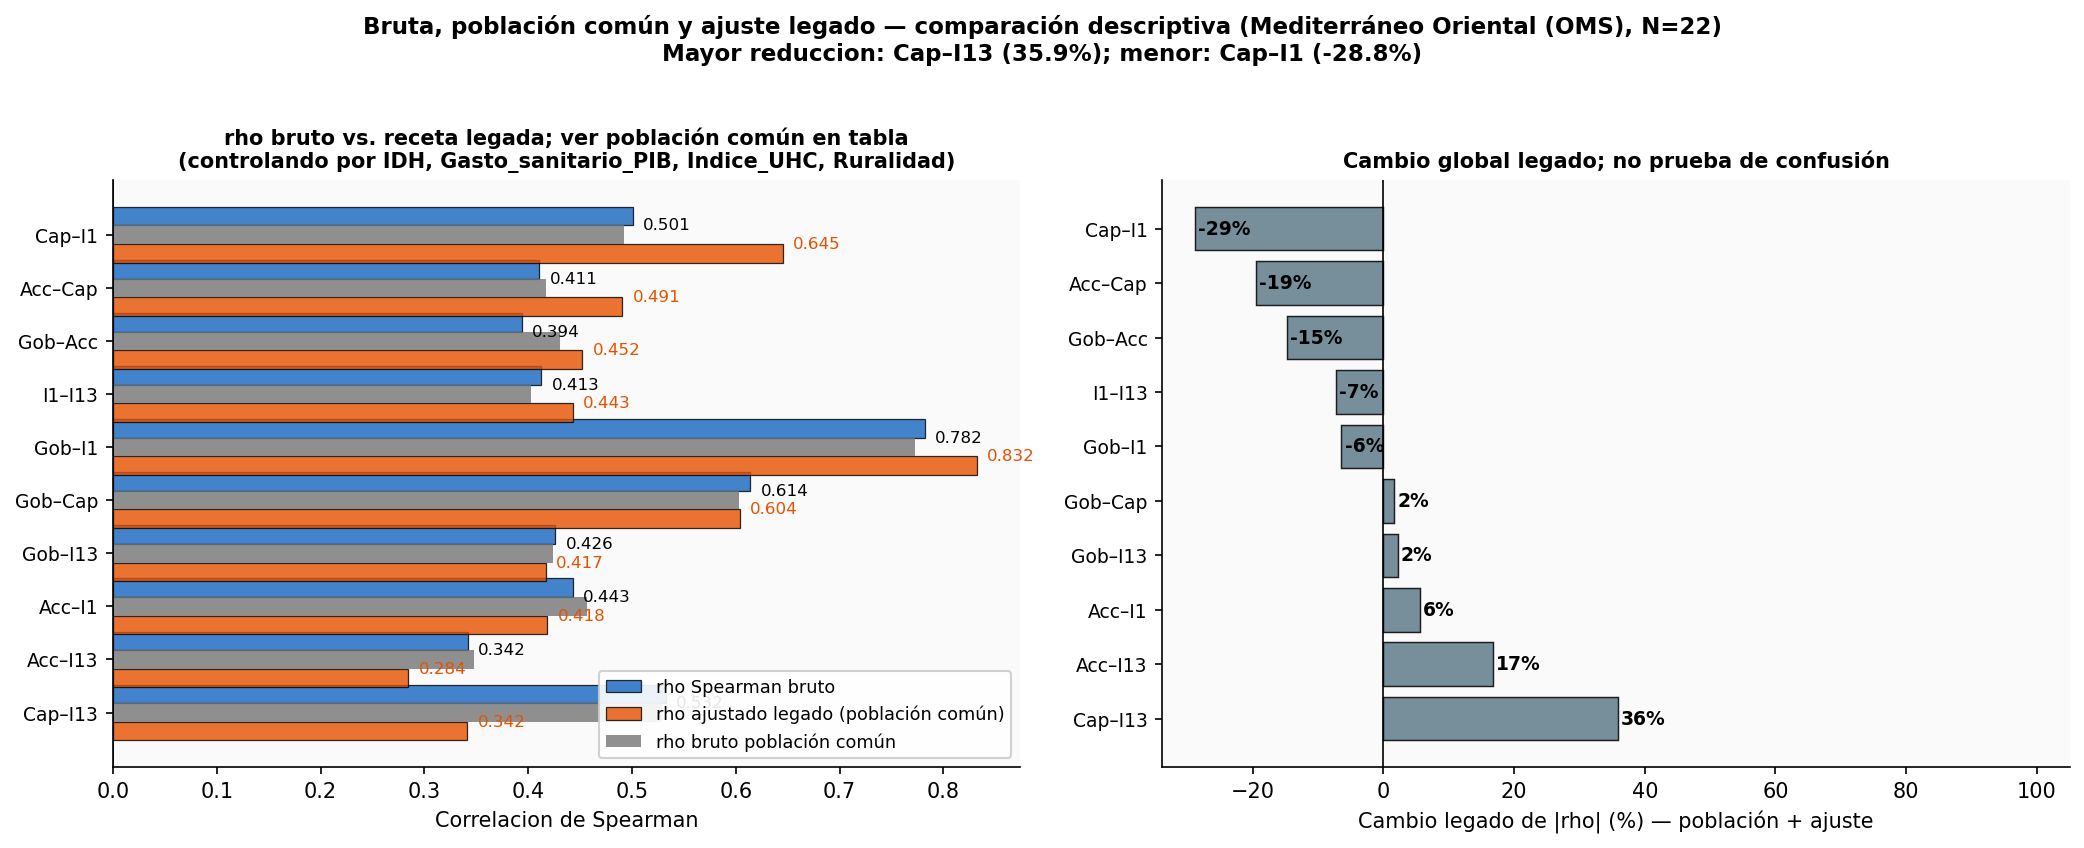 Bruta, población común y ajuste legado — comparación descriptiva (Mediterráneo Oriental (OMS), N=22)
Mayor reduccion: Cap–I13 (35.9%); menor: Cap–I1 (-28.8%)
rho bruto vs. receta legada; ver población común en tabla
(controlando por IDH, Gasto_sanitario_PIB, Indice_UHC, Ruralidad)
Cap–I1
0.501
0.645
Acc–Cap
0.411
0.491
Gob–Acc
0.394
0.452
I1–I13
0.413
0.443
Gob–I1
0.782
0.832
Gob–Cap
0.614
0.604
Gob–I13
0.426
0.417
Acc–I1
0.443
0.418
Acc–I13
0.342
0.284
Cap–I13
0.532
0.342
rho Spearman bruto
rho ajustado legado (población común)
rho bruto población común
0.0 0.1 0.2 0.3 0.4 0.5 0.6 0.7 0.8
Correlacion de Spearman
Cambio global legado; no prueba de confusión
Cap–I1 -29%
Acc–Cap -19%
Gob–Acc -15%
I1–I13 -7%
Gob–I1 -6%
Gob–Cap 2%
Gob–I13 2%
Acc–I1 6%
Acc–I13 17%
Cap–I13 36%
−20 0 20 40 60 80 100
Cambio legado de |rho| (%) — población + ajuste